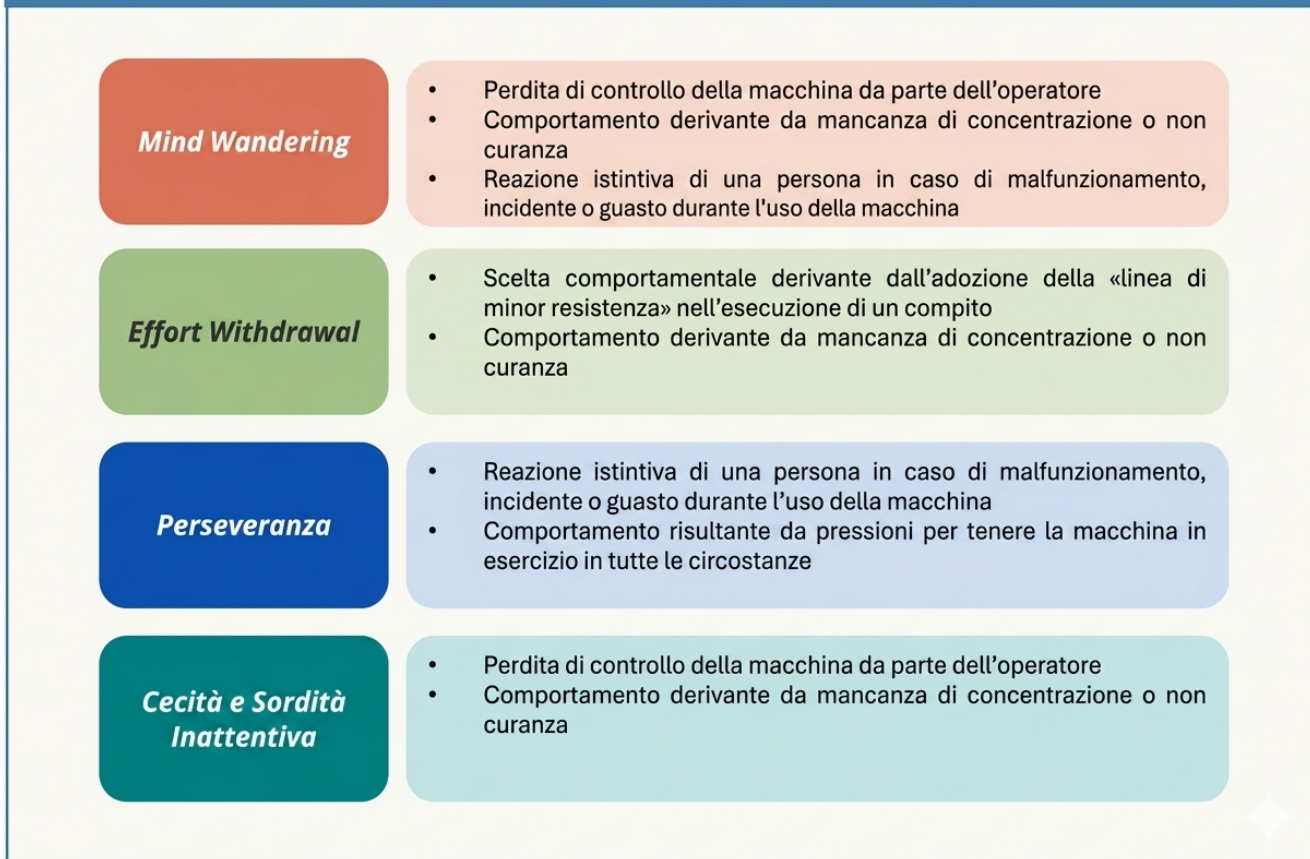 Mind Wandering
• Perdita di controllo della macchina da parte dell’operatore
• Comportamento derivante da mancanza di concentrazione o non
curanza
• Reazione istintiva di una persona in caso di malfunzionamento,
incidente o guasto durante l'uso della macchina
Effort Withdrawal
• Scelta comportamentale derivante dall’adozione della «linea di
minor resistenza» nell’esecuzione di un compito
• Comportamento derivante da mancanza di concentrazione o non
curanza
Perseveranza
• Reazione istintiva di una persona in caso di malfunzionamento,
incidente o guasto durante l’uso della macchina
• Comportamento risultante da pressioni per tenere la macchina in
esercizio in tutte le circostanze
Cecità e Sordità
Inattentiva
• Perdita di controllo della macchina da parte dell’operatore
• Comportamento derivante da mancanza di concentrazione o non
curanza